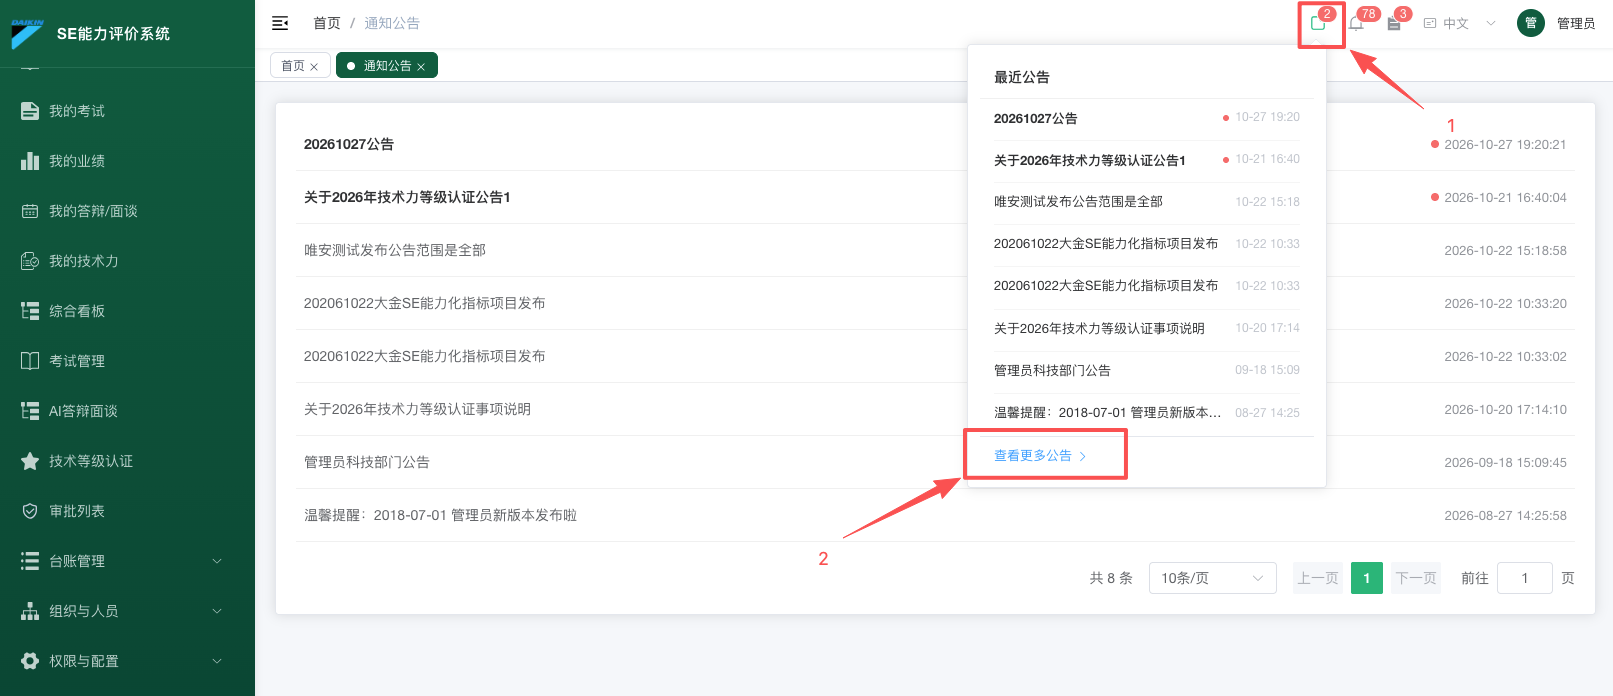 DAIKIN
SE能力评价系统
首页 / 通知公告
2
78
3
中文
管
管理员
首页 ×
通知公告 ×
我的考试
我的业绩
我的答辩/面谈
我的技术力
综合看板
考试管理
AI答辩面谈
技术等级认证
审批列表
台账管理
组织与人员
权限与配置
20261027公告 2026-10-27 19:20:21
关于2026年技术力等级认证公告1 2026-10-21 16:40:04
唯安测试发布公告范围是全部 2026-10-22 15:18:58
202061022大金SE能力化指标项目发布 2026-10-22 10:33:20
202061022大金SE能力化指标项目发布 2026-10-22 10:33:02
关于2026年技术力等级认证事项说明 2026-10-20 17:14:10
管理员科技部门公告 2026-09-18 15:09:45
温馨提醒：2018-07-01 管理员新版本发布啦 2026-08-27 14:25:58
共 8 条 10条/页 上一页 1 下一页 前往 1 页
最近公告
20261027公告 10-27 19:20
关于2026年技术力等级认证公告1 10-21 16:40
唯安测试发布公告范围是全部 10-22 15:18
202061022大金SE能力化指标项目发布 10-22 10:33
202061022大金SE能力化指标项目发布 10-22 10:33
关于2026年技术力等级认证事项说明 10-20 17:14
管理员科技部门公告 09-18 15:09
温馨提醒：2018-07-01 管理员新版本... 08-27 14:25
查看更多公告 >
1
2